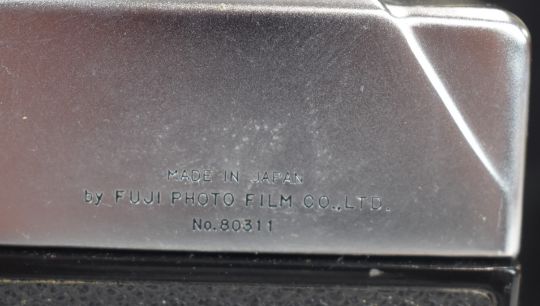 MADE IN JAPAN
by FUJI PHOTO FILM CO.,LTD.
No.80311